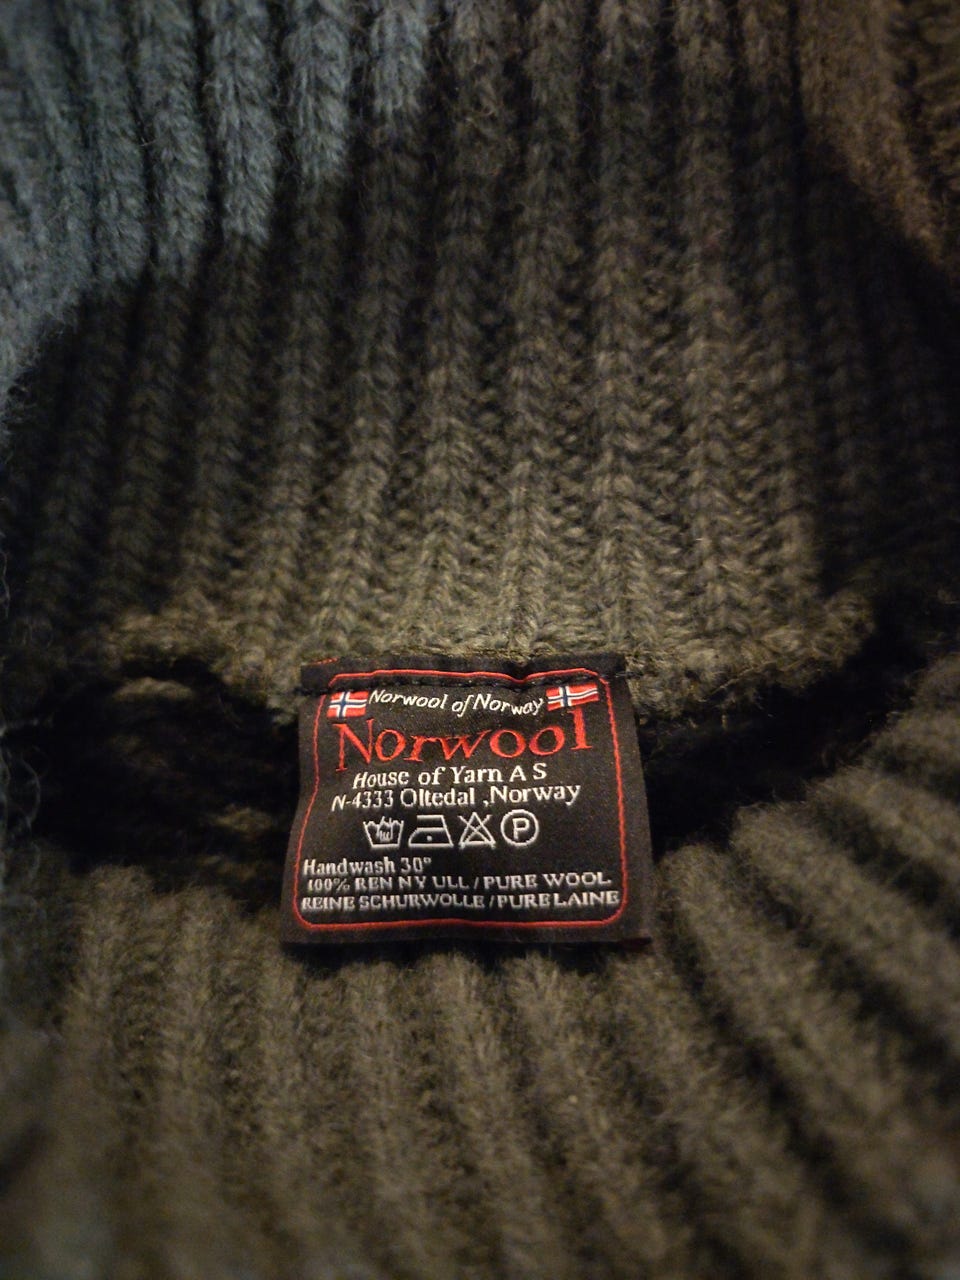 Norwool of Norway
Norwool
House of Yarn A S
N-4333 Oltedal ,Norway
P
Handwash 30°
100% REN NY ULL / PURE WOOL
REINE SCHURWOLLE / PURE LAINE